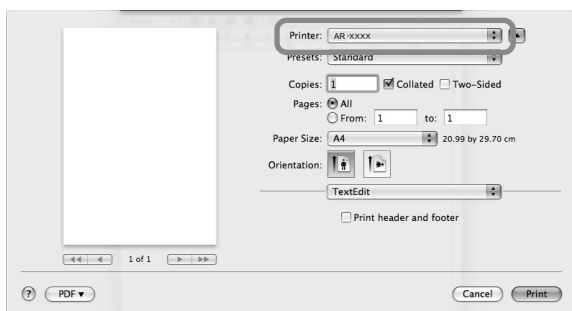 Printer: AR-xxxx
Presets: Standard
Copies: 1 Collated Two-Sided
Pages: All
From: 1 to: 1
Paper Size: A4 20.99 by 29.70 cm
Orientation:
TextEdit
Print header and footer
1 of 1
? PDF▼ Cancel Print